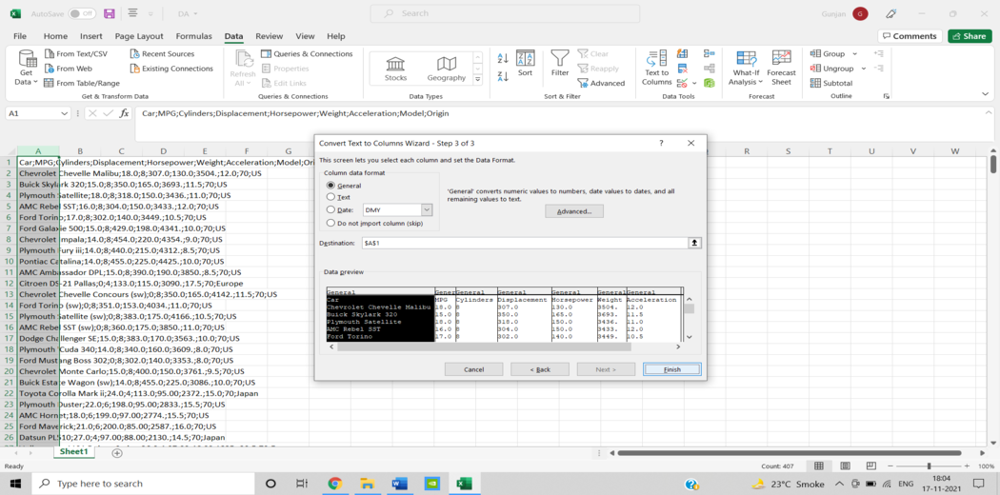 AutoSave Off DA Search Gunjan
File Home Insert Page Layout Formulas Data Review View Help Comments Share
Get Data
From Text/CSV
From Web
From Table/Range
Recent Sources
Existing Connections
Get & Transform Data
Refresh All
Queries & Connections
Properties
Edit Links
Queries & Connections
Stocks Geography
Data Types
Sort Filter
Clear
Reapply
Advanced
Sort & Filter
Text to Columns
Data Tools
What-If Analysis
Forecast Sheet
Forecast
Group
Ungroup
Subtotal
Outline
A1 fx Car;MPG;Cylinders;Displacement;Horsepower;Weight;Acceleration;Model;Origin
A B C D E F G R S T U V W
1 Car;MPG;Cylinders;Displacement;Horsepower;Weight;Acceleration;Model;Ori
2 Chevrolet Chevelle Malibu;18.0;8;307.0;130.0;3504.;12.0;70;US
3 Buick Skylark 320;15.0;8;350.0;165.0;3693.;11.5;70;US
4 Plymouth Satellite;18.0;8;318.0;150.0;3436.;11.0;70;US
5 AMC Rebel SST;16.0;8;304.0;150.0;3433.;12.0;70;US
6 Ford Torino;17.0;8;302.0;140.0;3449.;10.5;70;US
7 Ford Galaxie 500;15.0;8;429.0;198.0;4341.;10.0;70;US
8 Chevrolet Impala;14.0;8;454.0;220.0;4354.;9.0;70;US
9 Plymouth Fury iii;14.0;8;440.0;215.0;4312.;8.5;70;US
10 Pontiac Catalina;14.0;8;455.0;225.0;4425.;10.0;70;US
11 AMC Ambassador DPL;15.0;8;390.0;190.0;3850.;8.5;70;US
12 Citroen DS-21 Pallas;0;4;133.0;115.0;3090.;17.5;70;Europe
13 Chevrolet Chevelle Concours (sw);0;8;350.0;165.0;4142.;11.5;70;US
14 Ford Torino (sw);0;8;351.0;153.0;4034.;11.0;70;US
15 Plymouth Satellite (sw);0;8;383.0;175.0;4166.;10.5;70;US
16 AMC Rebel SST (sw);0;8;360.0;175.0;3850.;11.0;70;US
17 Dodge Challenger SE;15.0;8;383.0;170.0;3563.;10.0;70;US
18 Plymouth 'Cuda 340;14.0;8;340.0;160.0;3609.;8.0;70;US
19 Ford Mustang Boss 302;0;8;302.0;140.0;3353.;8.0;70;US
20 Chevrolet Monte Carlo;15.0;8;400.0;150.0;3761.;9.5;70;US
21 Buick Estate Wagon (sw);14.0;8;455.0;225.0;3086.;10.0;70;US
22 Toyota Corolla Mark ii;24.0;4;113.0;95.00;2372.;15.0;70;Japan
23 Plymouth Duster;22.0;6;198.0;95.00;2833.;15.5;70;US
24 AMC Hornet;18.0;6;199.0;97.00;2774.;15.5;70;US
25 Ford Maverick;21.0;6;200.0;85.00;2587.;16.0;70;US
26 Datsun PL510;27.0;4;97.00;88.00;2130.;14.5;70;Japan
Convert Text to Columns Wizard - Step 3 of 3 ?
This screen lets you select each column and set the Data Format.
Column data format
General
Text
Date: DMY
Do not import column (skip)
'General' converts numeric values to numbers, date values to dates, and all
remaining values to text.
Advanced...
Destination: $A$1
Data preview
General General General General General General
Car MPG Cylinders Displacement Horsepower Weight Acceleration
Chevrolet Chevelle Malibu 18.0 8 307.0 130.0 3504. 12.0
Buick Skylark 320 15.0 8 350.0 165.0 3693. 11.5
Plymouth Satellite 18.0 8 318.0 150.0 3436. 11.0
AMC Rebel SST 16.0 8 304.0 150.0 3433. 12.0
Ford Torino 17.0 8 302.0 140.0 3449. 10.5
Cancel < Back Next > Finish
Sheet1
Ready Count: 407 100%
Type here to search 23°C Smoke ENG 18:04
17-11-2021